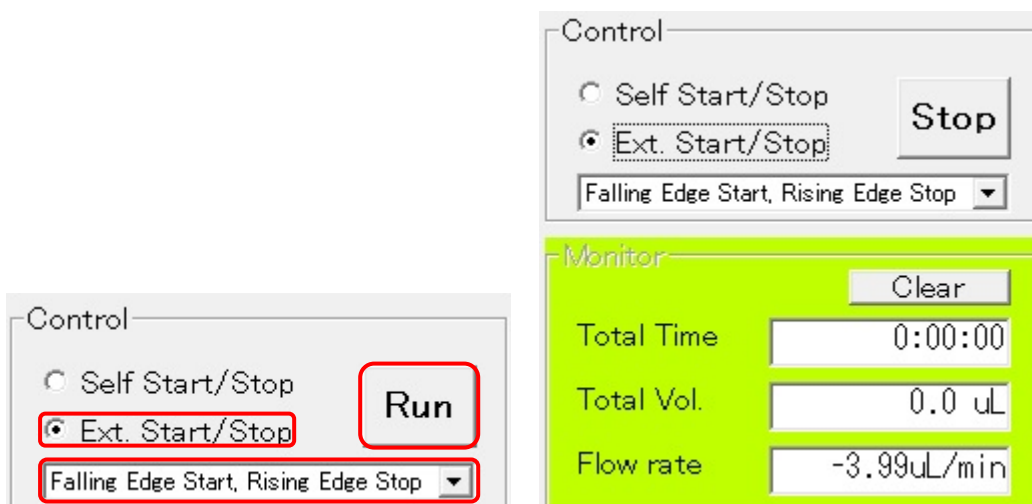 Control
Self Start/Stop
Ext. Start/Stop
Run
Falling Edge Start, Rising Edge Stop
Control
Self Start/Stop
Ext. Start/Stop
Stop
Falling Edge Start, Rising Edge Stop
Monitor
Clear
Total Time 0:00:00
Total Vol. 0.0 uL
Flow rate -3.99uL/min